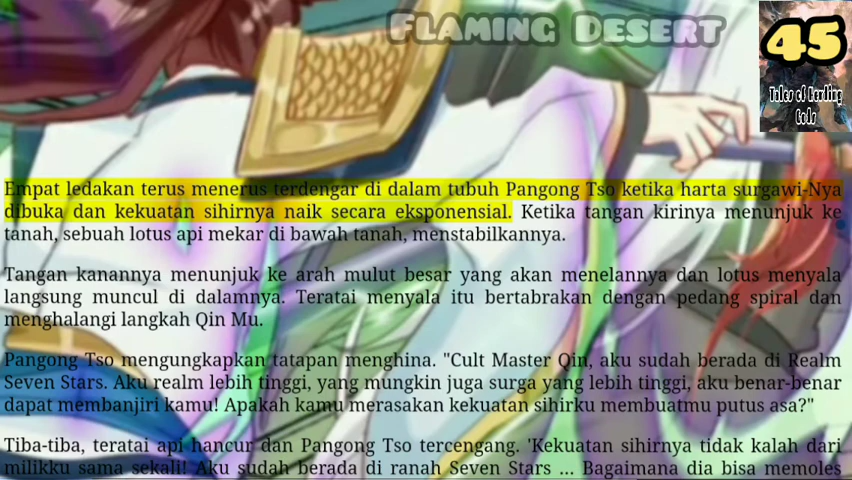 Flaming Desert
45
Tales of Herding
Gods
Empat ledakan terus menerus terdengar di dalam tubuh Pangong Tso ketika harta surgawi-Nya
dibuka dan kekuatan sihirnya naik secara eksponensial. Ketika tangan kirinya menunjuk ke
tanah, sebuah lotus api mekar di bawah tanah, menstabilkannya.
Tangan kanannya menunjuk ke arah mulut besar yang akan menelannya dan lotus menyala
langsung muncul di dalamnya. Teratai menyala itu bertabrakan dengan pedang spiral dan
menghalangi langkah Qin Mu.
Pangong Tso mengungkapkan tatapan menghina. "Cult Master Qin, aku sudah berada di Realm
Seven Stars. Aku realm lebih tinggi, yang mungkin juga surga yang lebih tinggi, aku benar-benar
dapat membanjiri kamu! Apakah kamu merasakan kekuatan sihirku membuatmu putus asa?"
Tiba-tiba, teratai api hancur dan Pangong Tso tercengang. 'Kekuatan sihirnya tidak kalah dari
milikku sama sekali! Aku sudah berada di ranah Seven Stars ... Bagaimana dia bisa memoles